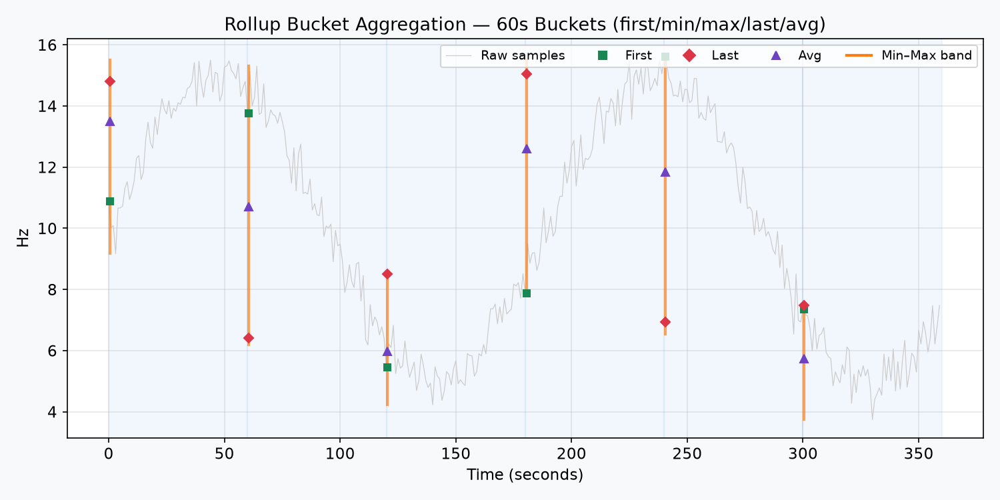 Rollup Bucket Aggregation — 60s Buckets (first/min/max/last/avg)
Raw samples First Last Avg Min–Max band
16
14
12
10
8
6
4
Hz
0 50 100 150 200 250 300 350
Time (seconds)